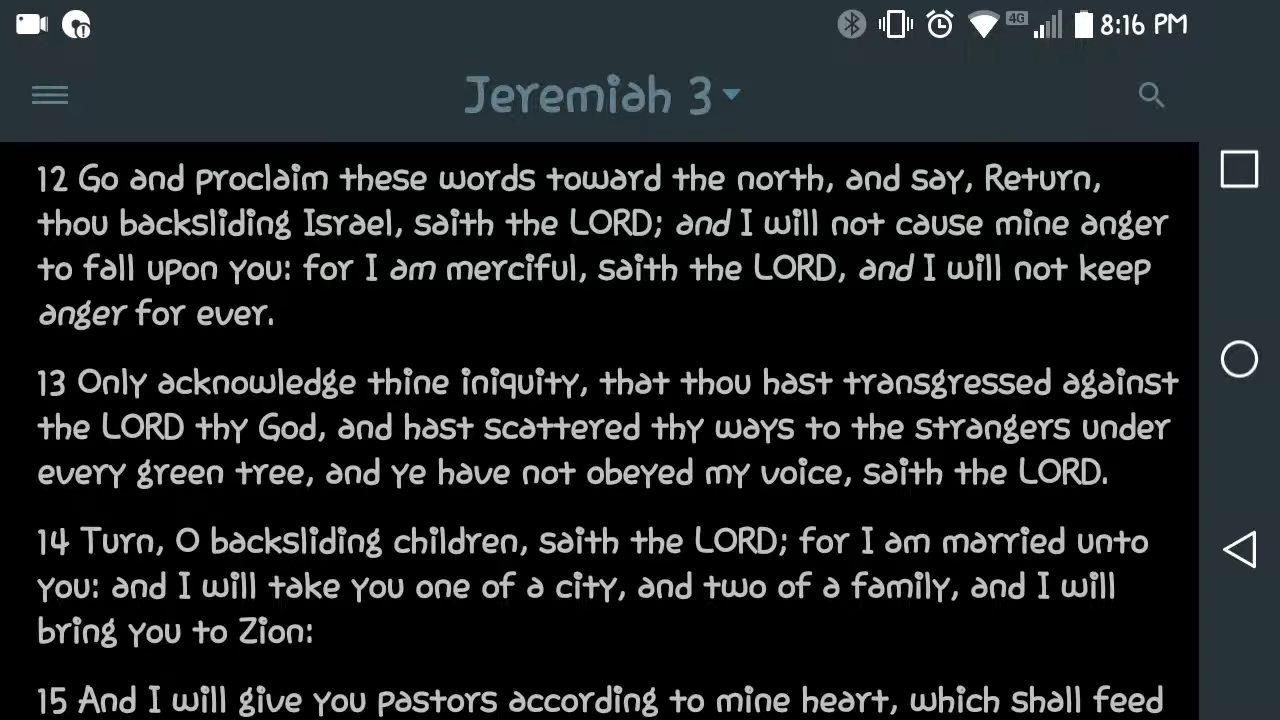 4G 8:16 PM
Jeremiah 3
12 Go and proclaim these words toward the north, and say, Return,
thou backsliding Israel, saith the LORD; and I will not cause mine anger
to fall upon you: for I am merciful, saith the LORD, and I will not keep
anger for ever.
13 Only acknowledge thine iniquity, that thou hast transgressed against
the LORD thy God, and hast scattered thy ways to the strangers under
every green tree, and ye have not obeyed my voice, saith the LORD.
14 Turn, O backsliding children, saith the LORD; for I am married unto
you: and I will take you one of a city, and two of a family, and I will
bring you to Zion:
15 And I will give you pastors according to mine heart, which shall feed